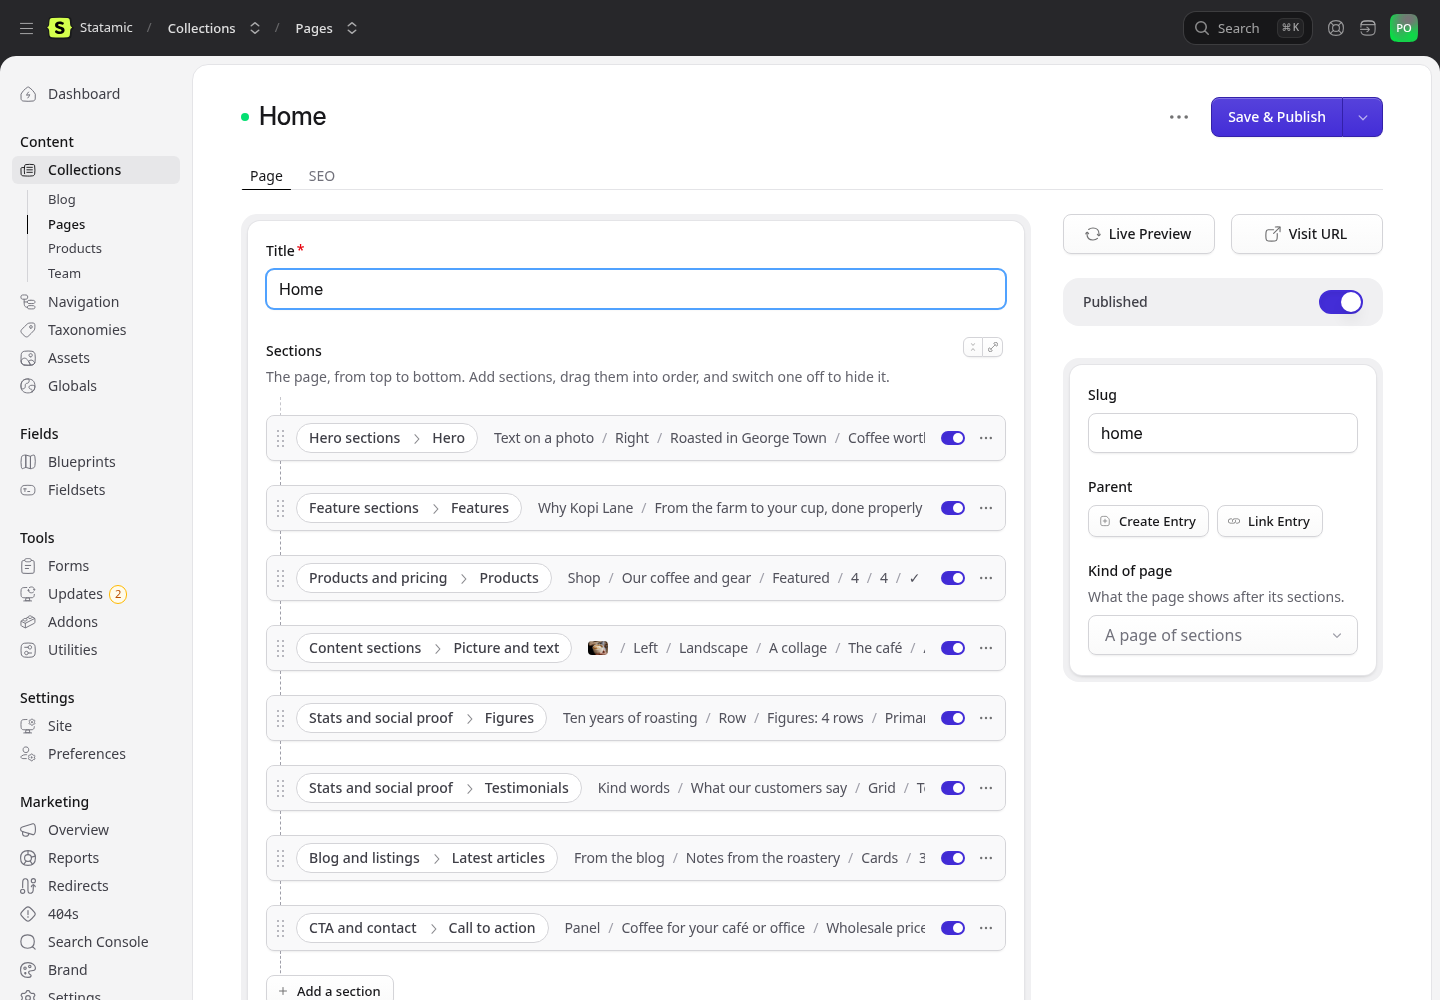 Statamic / Collections / Pages
Search ⌘K
PO
Dashboard
Content
Collections
Blog
Pages
Products
Team
Navigation
Taxonomies
Assets
Globals
Fields
Blueprints
Fieldsets
Tools
Forms
Updates 2
Addons
Utilities
Settings
Site
Preferences
Marketing
Overview
Reports
Redirects
404s
Search Console
Brand
Settings
Home
Save & Publish
Page SEO
Title*
Home
Sections
The page, from top to bottom. Add sections, drag them into order, and switch one off to hide it.
Hero sections > Hero Text on a photo / Right / Roasted in George Town / Coffee
Feature sections > Features Why Kopi Lane / From the farm to your cup, done properly
Products and pricing > Products Shop / Our coffee and gear / Featured / 4 / 4 / ✓
Content sections > Picture and text / Left / Landscape / A collage / The café /
Stats and social proof > Figures Ten years of roasting / Row / Figures: 4 rows /
Stats and social proof > Testimonials Kind words / What our customers say / Grid /
Blog and listings > Latest articles From the blog / Notes from the roastery / Cards / 3
CTA and contact > Call to action Panel / Coffee for your café or office / Wholesale price
+ Add a section
Live Preview
Visit URL
Published
Slug
home
Parent
Create Entry
Link Entry
Kind of page
What the page shows after its sections.
A page of sections